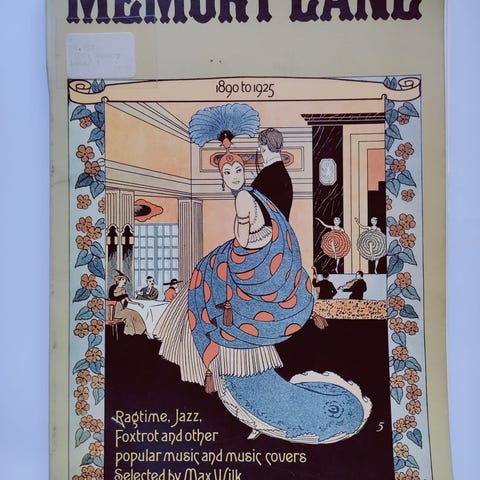 MEMORY LANE
1890 to 1925
5
Ragtime, Jazz,
Foxtrot and other
popular music and music covers
Selected by Max Wilk